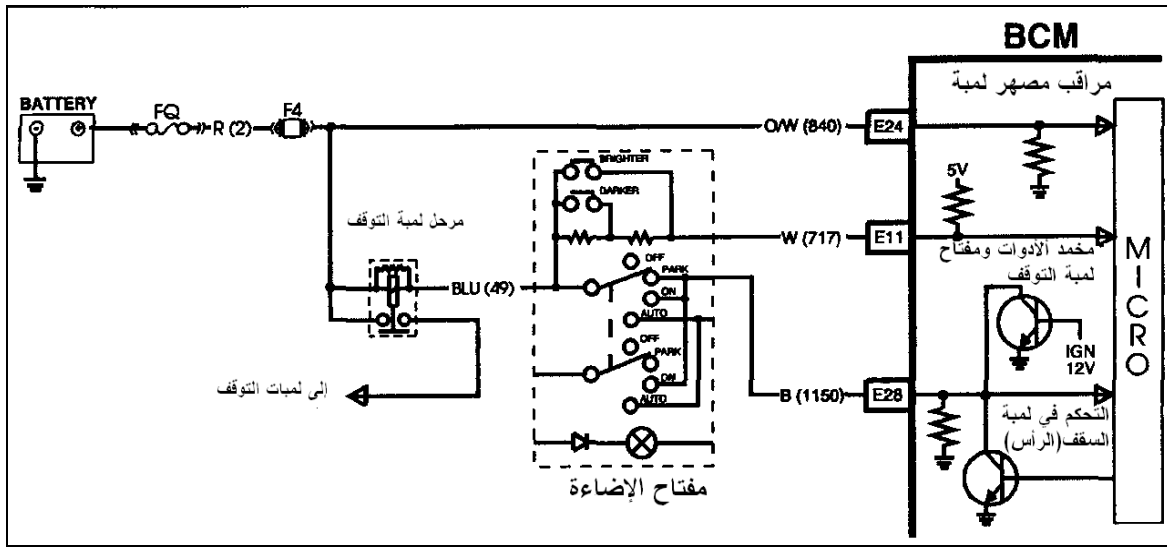 BCM
مراقب مصهر لمبة
BATTERY
FQ
R (2)
F4
O/W (840)
E24
BRIGHTER
DARKER
5V
مرحل لمبة التوقف
W (717)
E11
مخمد الأدوات ومفتاح
لمبة التوقف
MICRO
OFF
PARK
BLU (49)
ON
AUTO
OFF
PARK
IGN
12V
إلى لمبات التوقف
ON
AUTO
B (1150)
E28
التحكم في لمبة
السقف(الرأس)
مفتاح الإضاءة